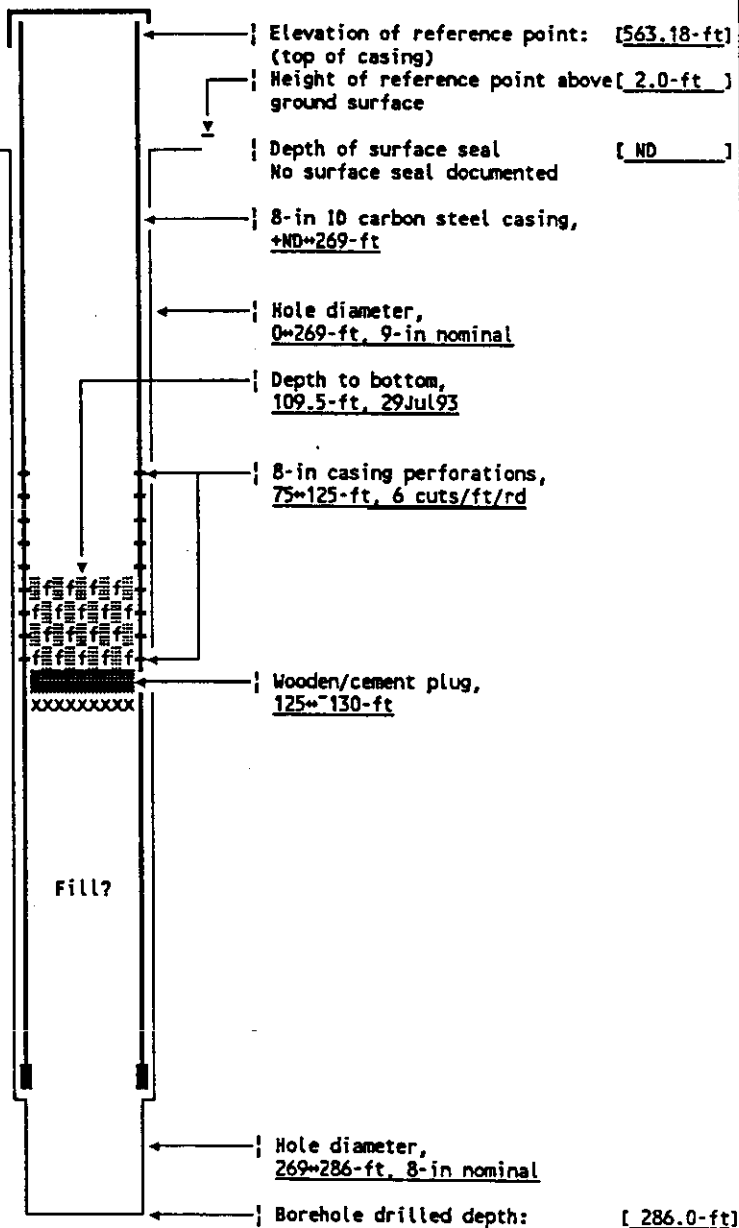 Elevation of reference point: [563.18-ft]
(top of casing)
Height of reference point above[ 2.0-ft ]
ground surface
Depth of surface seal [ ND ]
No surface seal documented
8-in ID carbon steel casing,
+ND↔269-ft
Hole diameter,
0↔269-ft, 9-in nominal
Depth to bottom,
109.5-ft, 29Jul93
8-in casing perforations,
75↔125-ft, 6 cuts/ft/rd
f f f f
f f f f f
f f f f
f f f f f
Wooden/cement plug,
125↔~130-ft
XXXXXXXXX
Fill?
Hole diameter,
269↔286-ft, 8-in nominal
Borehole drilled depth: [ 286.0-ft]